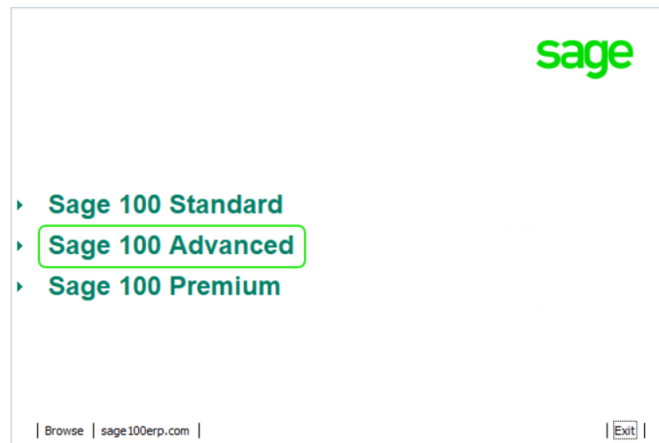 sage
Sage 100 Standard
Sage 100 Advanced
Sage 100 Premium
| Browse | sage100erp.com | | Exit |